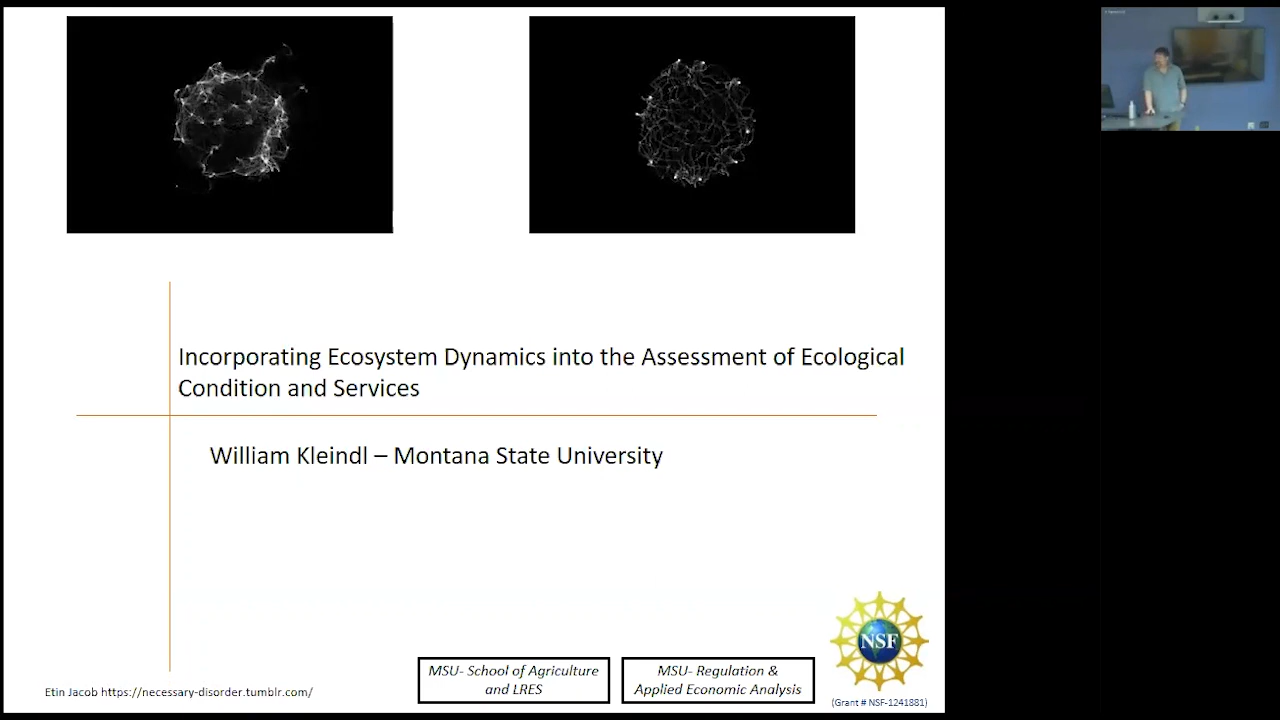 Incorporating Ecosystem Dynamics into the Assessment of Ecological
Condition and Services
William Kleindl – Montana State University
Etin Jacob https://necessary-disorder.tumblr.com/
MSU- School of Agriculture
and LRES
MSU- Regulation &
Applied Economic Analysis
NSF
(Grant # NSF-1241881)